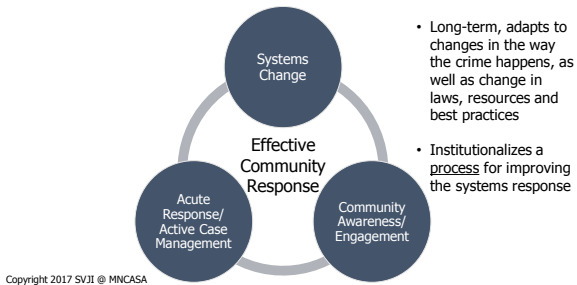 Systems
Change
Effective
Community
Response
Acute
Response/
Active Case
Management
Community
Awareness/
Engagement
• Long-term, adapts to
changes in the way
the crime happens, as
well as change in
laws, resources and
best practices
• Institutionalizes a
process for improving
the systems response
Copyright 2017 SVJI @ MNCASA